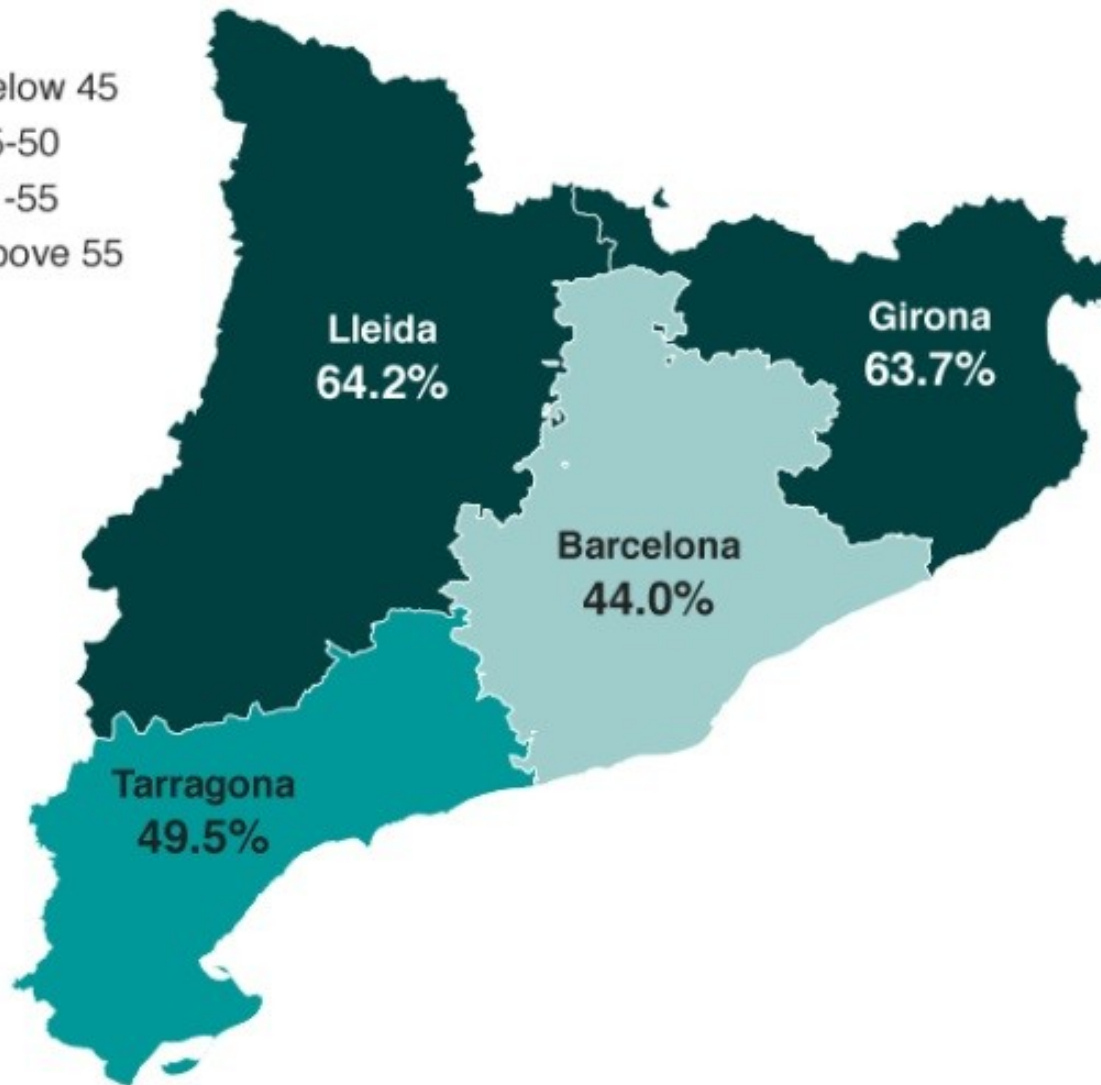 elow 45
5-50
-55
bove 55
Lleida
64.2%
Girona
63.7%
Barcelona
44.0%
Tarragona
49.5%